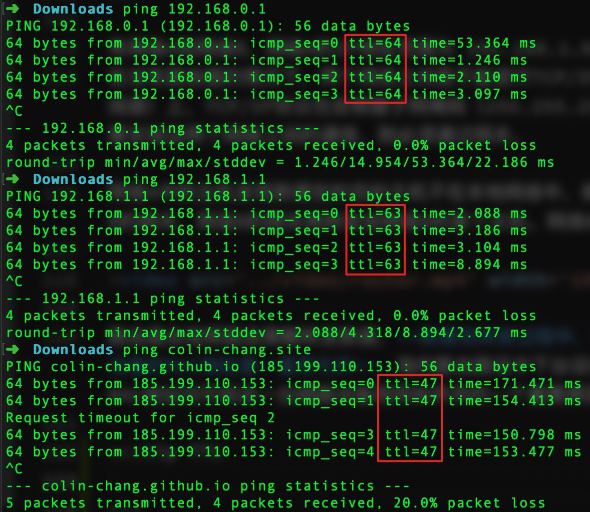 ➜ Downloads ping 192.168.0.1
PING 192.168.0.1 (192.168.0.1): 56 data bytes
64 bytes from 192.168.0.1: icmp_seq=0 ttl=64 time=53.364 ms
64 bytes from 192.168.0.1: icmp_seq=1 ttl=64 time=1.246 ms
64 bytes from 192.168.0.1: icmp_seq=2 ttl=64 time=2.110 ms
64 bytes from 192.168.0.1: icmp_seq=3 ttl=64 time=3.097 ms
^C
--- 192.168.0.1 ping statistics ---
4 packets transmitted, 4 packets received, 0.0% packet loss
round-trip min/avg/max/stddev = 1.246/14.954/53.364/22.186 ms
➜ Downloads ping 192.168.1.1
PING 192.168.1.1 (192.168.1.1): 56 data bytes
64 bytes from 192.168.1.1: icmp_seq=0 ttl=63 time=2.088 ms
64 bytes from 192.168.1.1: icmp_seq=1 ttl=63 time=3.186 ms
64 bytes from 192.168.1.1: icmp_seq=2 ttl=63 time=3.104 ms
64 bytes from 192.168.1.1: icmp_seq=3 ttl=63 time=8.894 ms
^C
--- 192.168.1.1 ping statistics ---
4 packets transmitted, 4 packets received, 0.0% packet loss
round-trip min/avg/max/stddev = 2.088/4.318/8.894/2.677 ms
➜ Downloads ping colin-chang.site
PING colin-chang.github.io (185.199.110.153): 56 data bytes
64 bytes from 185.199.110.153: icmp_seq=0 ttl=47 time=171.471 ms
64 bytes from 185.199.110.153: icmp_seq=1 ttl=47 time=154.413 ms
Request timeout for icmp_seq 2
64 bytes from 185.199.110.153: icmp_seq=3 ttl=47 time=150.798 ms
64 bytes from 185.199.110.153: icmp_seq=4 ttl=47 time=153.477 ms
^C
--- colin-chang.github.io ping statistics ---
5 packets transmitted, 4 packets received, 20.0% packet loss